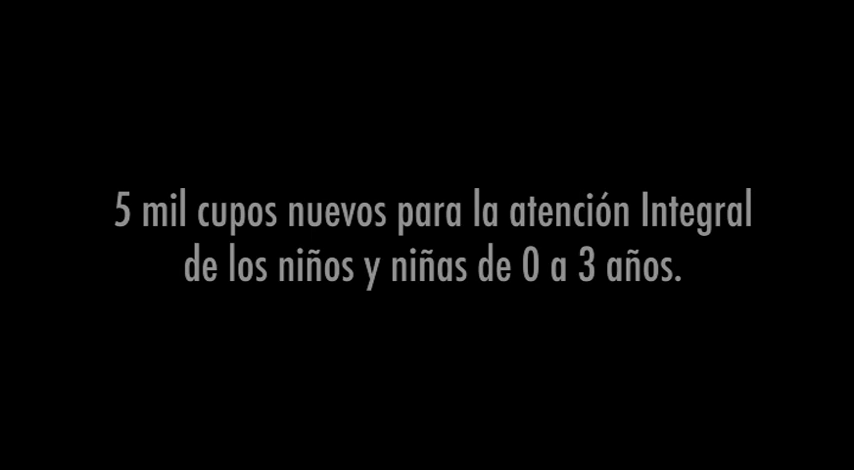 5 mil cupos nuevos para la atención Integral
de los niños y niñas de 0 a 3 años.